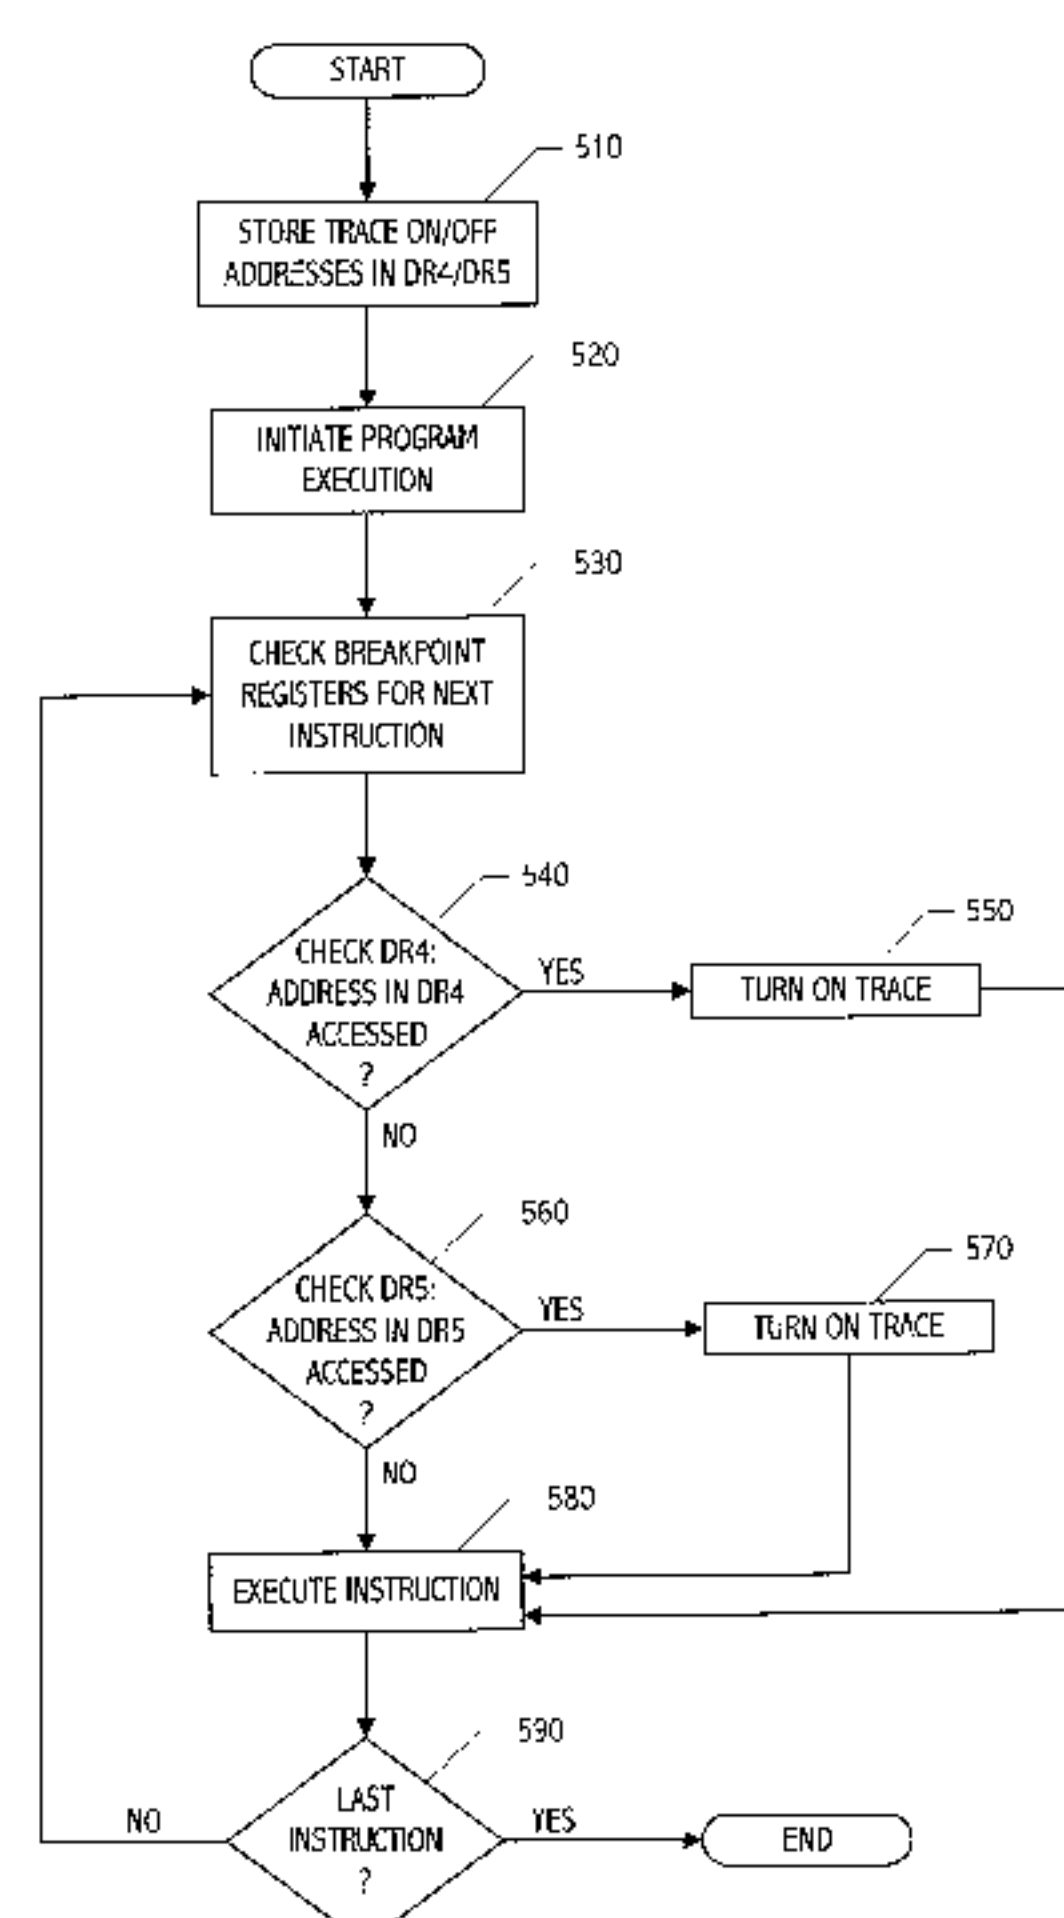 START
510
STORE TRACE ON/OFF
ADDRESSES IN DR4/DR5
520
INITIATE PROGRAM
EXECUTION
530
CHECK BREAKPOINT
REGISTERS FOR NEXT
INSTRUCTION
540
550
CHECK DR4:
ADDRESS IN DR4
ACCESSED
?
YES
TURN ON TRACE
NO
560
570
CHECK DR5:
ADDRESS IN DR5
ACCESSED
?
YES
TURN ON TRACE
NO
580
EXECUTE INSTRUCTION
590
LAST
INSTRUCTION
?
NO
YES
END